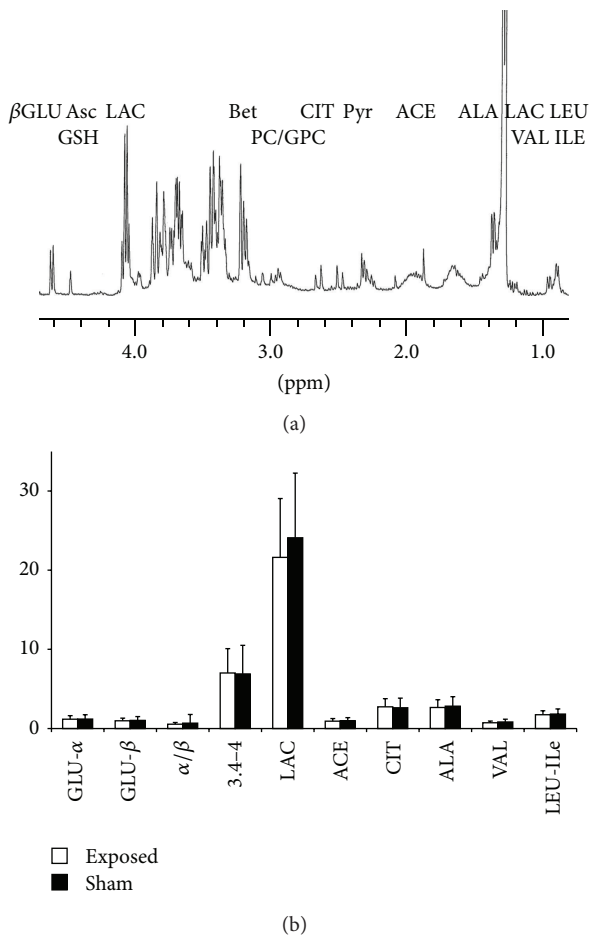 βGLU Asc LAC Bet CIT Pyr ACE ALA LAC LEU
GSH PC/GPC VAL ILE
4.0 3.0 2.0 1.0
(ppm)
(a)
30
20
10
0
GLU-α
GLU-β
α/β
3.4–4
LAC
ACE
CIT
ALA
VAL
LEU-ILe
Exposed
Sham
(b)